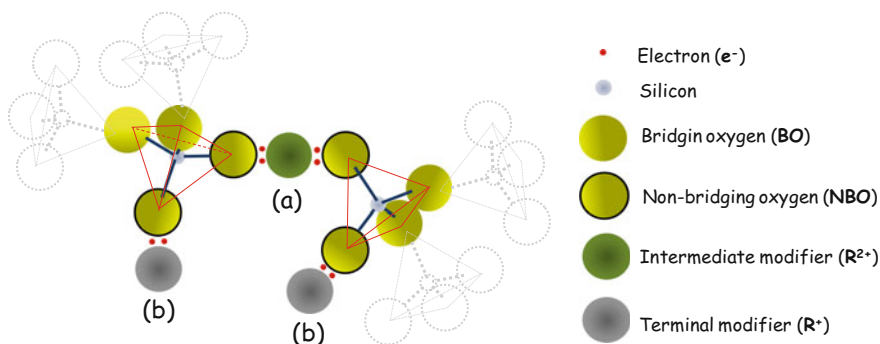 (a)
(b)
(b)
Electron (e-)
Silicon
Bridgin oxygen (BO)
Non-bridging oxygen (NBO)
Intermediate modifier (R2+)
Terminal modifier (R+)